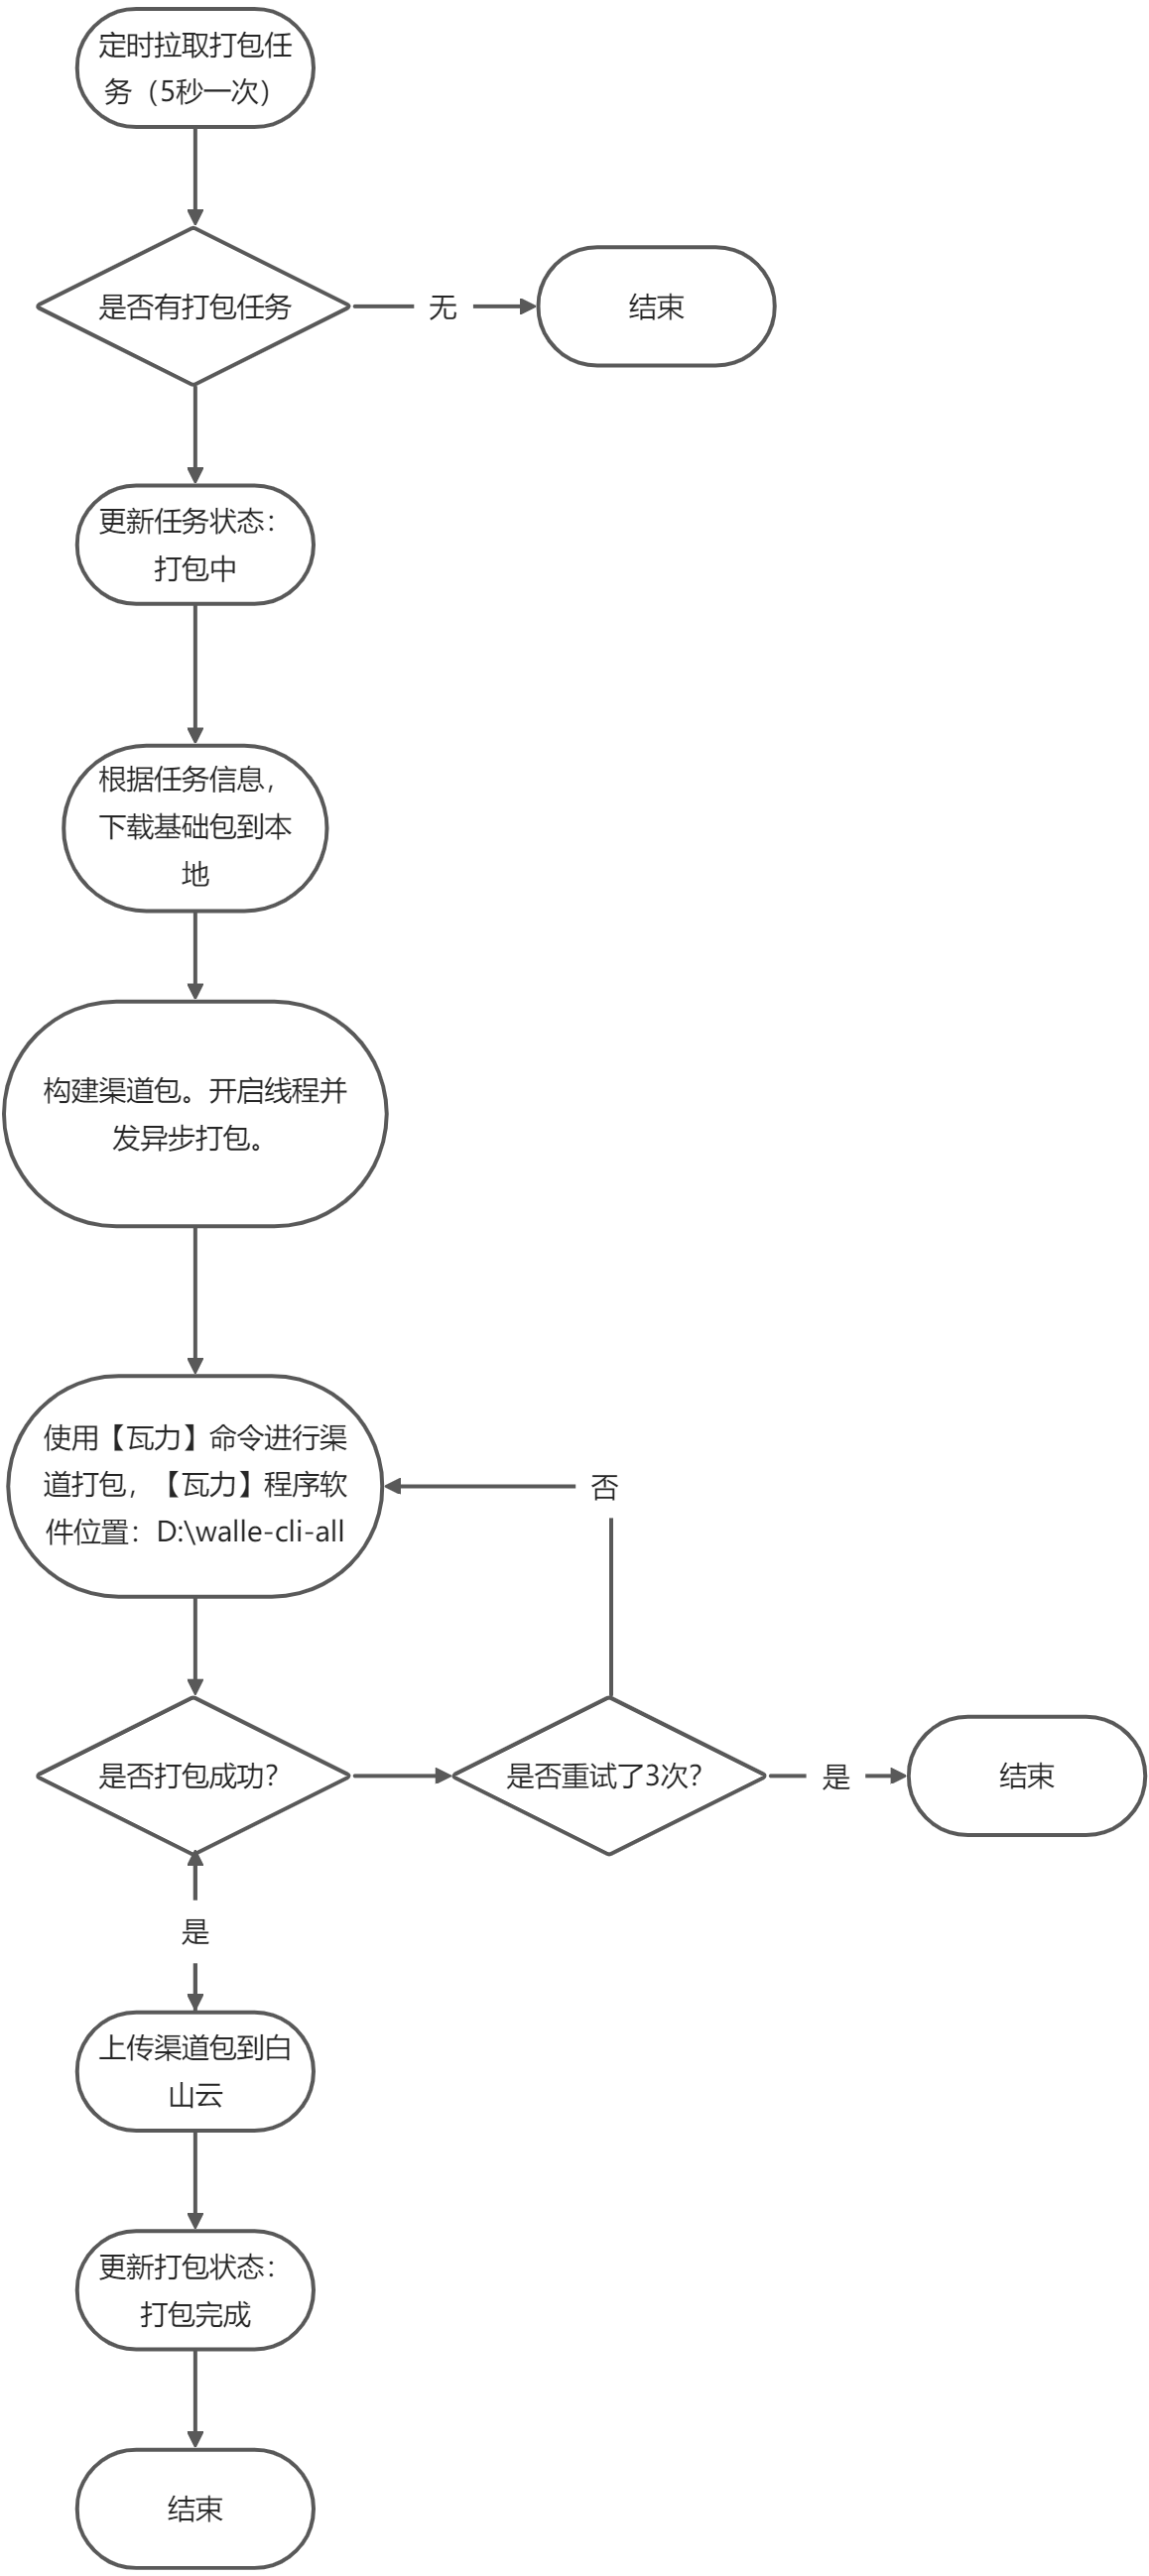 定时拉取打包任
务（5秒一次）
是否有打包任务
无
结束
更新任务状态：
打包中
根据任务信息，
下载基础包到本
地
构建渠道包。开启线程并
发异步打包。
使用【瓦力】命令进行渠
道打包，【瓦力】程序软
件位置：D:\walle-cli-all
否
是否打包成功？
是否重试了3次？
是
结束
是
上传渠道包到白
山云
更新打包状态：
打包完成
结束